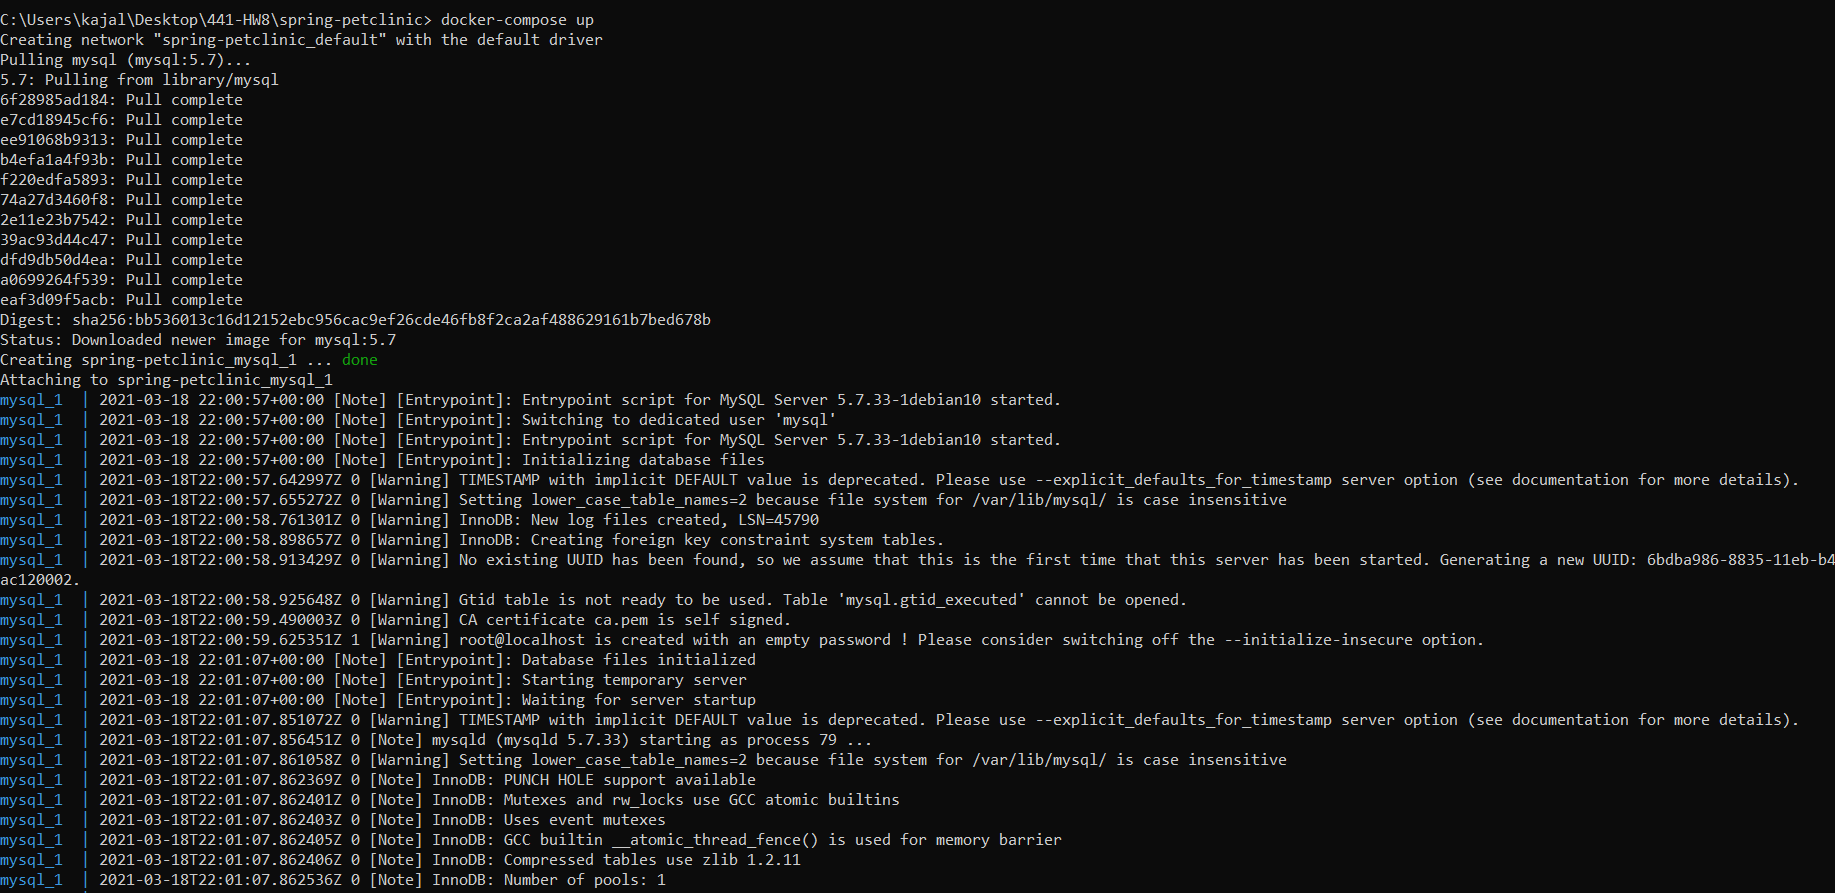 C:\Users\kajal\Desktop\441-HW8\spring-petclinic> docker-compose up
Creating network "spring-petclinic_default" with the default driver
Pulling mysql (mysql:5.7)...
5.7: Pulling from library/mysql
6f28985ad184: Pull complete
e7cd18945cf6: Pull complete
ee91068b9313: Pull complete
b4efa1a4f93b: Pull complete
f220edfa5893: Pull complete
74a27d3460f8: Pull complete
2e11e23b7542: Pull complete
39ac93d44c47: Pull complete
dfd9db50d4ea: Pull complete
a0699264f539: Pull complete
eaf3d09f5acb: Pull complete
Digest: sha256:bb536013c16d12152ebc956cac9ef26cde46fb8f2ca2af488629161b7bed678b
Status: Downloaded newer image for mysql:5.7
Creating spring-petclinic_mysql_1 ... done
Attaching to spring-petclinic_mysql_1
mysql_1  | 2021-03-18 22:00:57+00:00 [Note] [Entrypoint]: Entrypoint script for MySQL Server 5.7.33-1debian10 started.
mysql_1  | 2021-03-18 22:00:57+00:00 [Note] [Entrypoint]: Switching to dedicated user 'mysql'
mysql_1  | 2021-03-18 22:00:57+00:00 [Note] [Entrypoint]: Entrypoint script for MySQL Server 5.7.33-1debian10 started.
mysql_1  | 2021-03-18 22:00:57+00:00 [Note] [Entrypoint]: Initializing database files
mysql_1  | 2021-03-18T22:00:57.642997Z 0 [Warning] TIMESTAMP with implicit DEFAULT value is deprecated. Please use --explicit_defaults_for_timestamp server option (see documentation for more details).
mysql_1  | 2021-03-18T22:00:57.655272Z 0 [Warning] Setting lower_case_table_names=2 because file system for /var/lib/mysql/ is case insensitive
mysql_1  | 2021-03-18T22:00:58.761301Z 0 [Warning] InnoDB: New log files created, LSN=45790
mysql_1  | 2021-03-18T22:00:58.898657Z 0 [Warning] InnoDB: Creating foreign key constraint system tables.
mysql_1  | 2021-03-18T22:00:58.913429Z 0 [Warning] No existing UUID has been found, so we assume that this is the first time that this server has been started. Generating a new UUID: 6bdba986-8835-11eb-b4
ac120002.
mysql_1  | 2021-03-18T22:00:58.925648Z 0 [Warning] Gtid table is not ready to be used. Table 'mysql.gtid_executed' cannot be opened.
mysql_1  | 2021-03-18T22:00:59.490003Z 0 [Warning] CA certificate ca.pem is self signed.
mysql_1  | 2021-03-18T22:00:59.625351Z 1 [Warning] root@localhost is created with an empty password ! Please consider switching off the --initialize-insecure option.
mysql_1  | 2021-03-18 22:01:07+00:00 [Note] [Entrypoint]: Database files initialized
mysql_1  | 2021-03-18 22:01:07+00:00 [Note] [Entrypoint]: Starting temporary server
mysql_1  | 2021-03-18 22:01:07+00:00 [Note] [Entrypoint]: Waiting for server startup
mysql_1  | 2021-03-18T22:01:07.851072Z 0 [Warning] TIMESTAMP with implicit DEFAULT value is deprecated. Please use --explicit_defaults_for_timestamp server option (see documentation for more details).
mysql_1  | 2021-03-18T22:01:07.856451Z 0 [Note] mysqld (mysqld 5.7.33) starting as process 79 ...
mysql_1  | 2021-03-18T22:01:07.861058Z 0 [Warning] Setting lower_case_table_names=2 because file system for /var/lib/mysql/ is case insensitive
mysql_1  | 2021-03-18T22:01:07.862369Z 0 [Note] InnoDB: PUNCH HOLE support available
mysql_1  | 2021-03-18T22:01:07.862401Z 0 [Note] InnoDB: Mutexes and rw_locks use GCC atomic builtins
mysql_1  | 2021-03-18T22:01:07.862403Z 0 [Note] InnoDB: Uses event mutexes
mysql_1  | 2021-03-18T22:01:07.862405Z 0 [Note] InnoDB: GCC builtin __atomic_thread_fence() is used for memory barrier
mysql_1  | 2021-03-18T22:01:07.862406Z 0 [Note] InnoDB: Compressed tables use zlib 1.2.11
mysql_1  | 2021-03-18T22:01:07.862536Z 0 [Note] InnoDB: Number of pools: 1